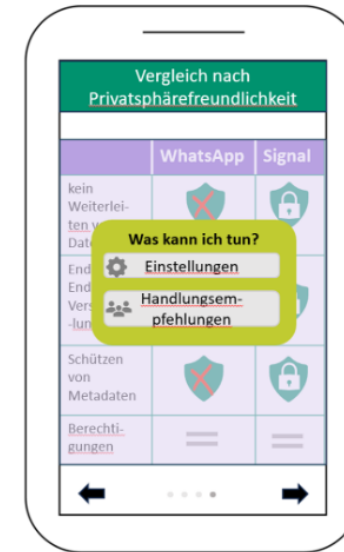 Vergleich nach
Privatsphärefreundlichkeit
WhatsApp Signal
kein
Weiterlei-
ten
Date
Was kann ich tun?
Einstellungen
Handlungsem-
pfehlungen
End
End
Vers
-lun
Schützen
von
Metadaten
Berechti-
gungen